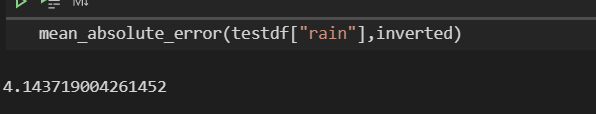 M↓
mean_absolute_error(testdf["rain"],inverted)
4.143719004261452